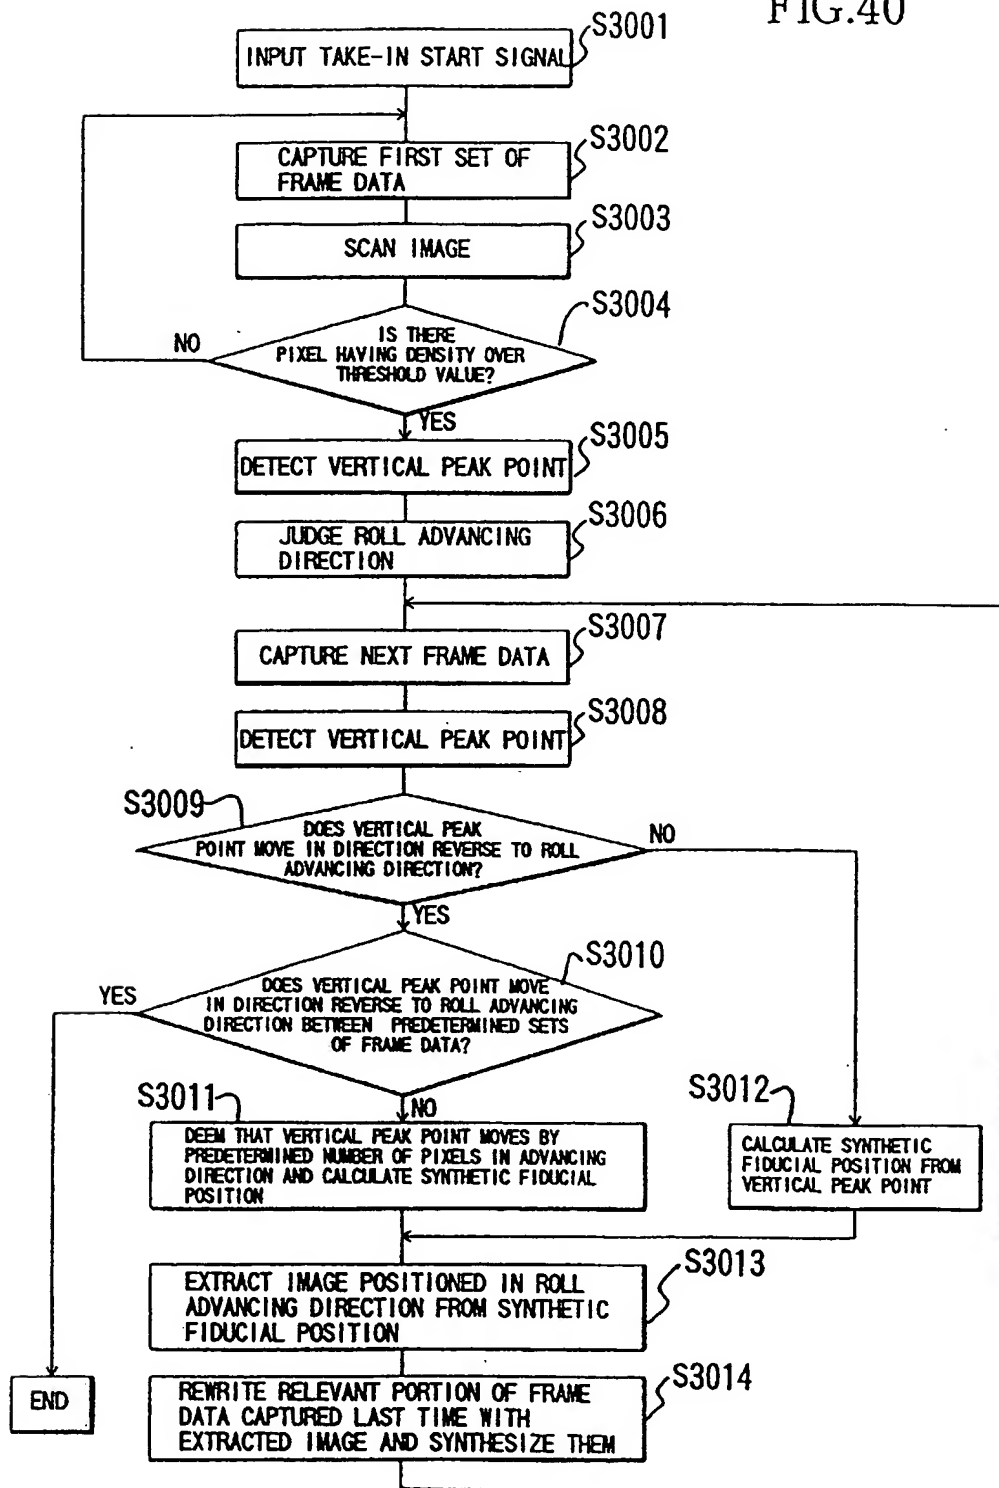 FIG.40
S3001
INPUT TAKE-IN START SIGNAL
S3002
CAPTURE FIRST SET OF
FRAME DATA
S3003
SCAN IMAGE
S3004
IS THERE
PIXEL HAVING DENSITY OVER
THRESHOLD VALUE?
NO
YES
S3005
DETECT VERTICAL PEAK POINT
S3006
JUDGE ROLL ADVANCING
DIRECTION
S3007
CAPTURE NEXT FRAME DATA
S3008
DETECT VERTICAL PEAK POINT
S3009
DOES VERTICAL PEAK
POINT MOVE IN DIRECTION REVERSE TO ROLL
ADVANCING DIRECTION?
NO
YES
S3010
DOES VERTICAL PEAK POINT MOVE
IN DIRECTION REVERSE TO ROLL ADVANCING
DIRECTION BETWEEN PREDETERMINED SETS
OF FRAME DATA?
YES
NO
S3011
DEEM THAT VERTICAL PEAK POINT MOVES BY
PREDETERMINED NUMBER OF PIXELS IN ADVANCING
DIRECTION AND CALCULATE SYNTHETIC FIDUCIAL
POSITION
S3012
CALCULATE SYNTHETIC
FIDUCIAL POSITION FROM
VERTICAL PEAK POINT
S3013
EXTRACT IMAGE POSITIONED IN ROLL
ADVANCING DIRECTION FROM SYNTHETIC
FIDUCIAL POSITION
END
S3014
REWRITE RELEVANT PORTION OF FRAME
DATA CAPTURED LAST TIME WITH
EXTRACTED IMAGE AND SYNTHESIZE THEM